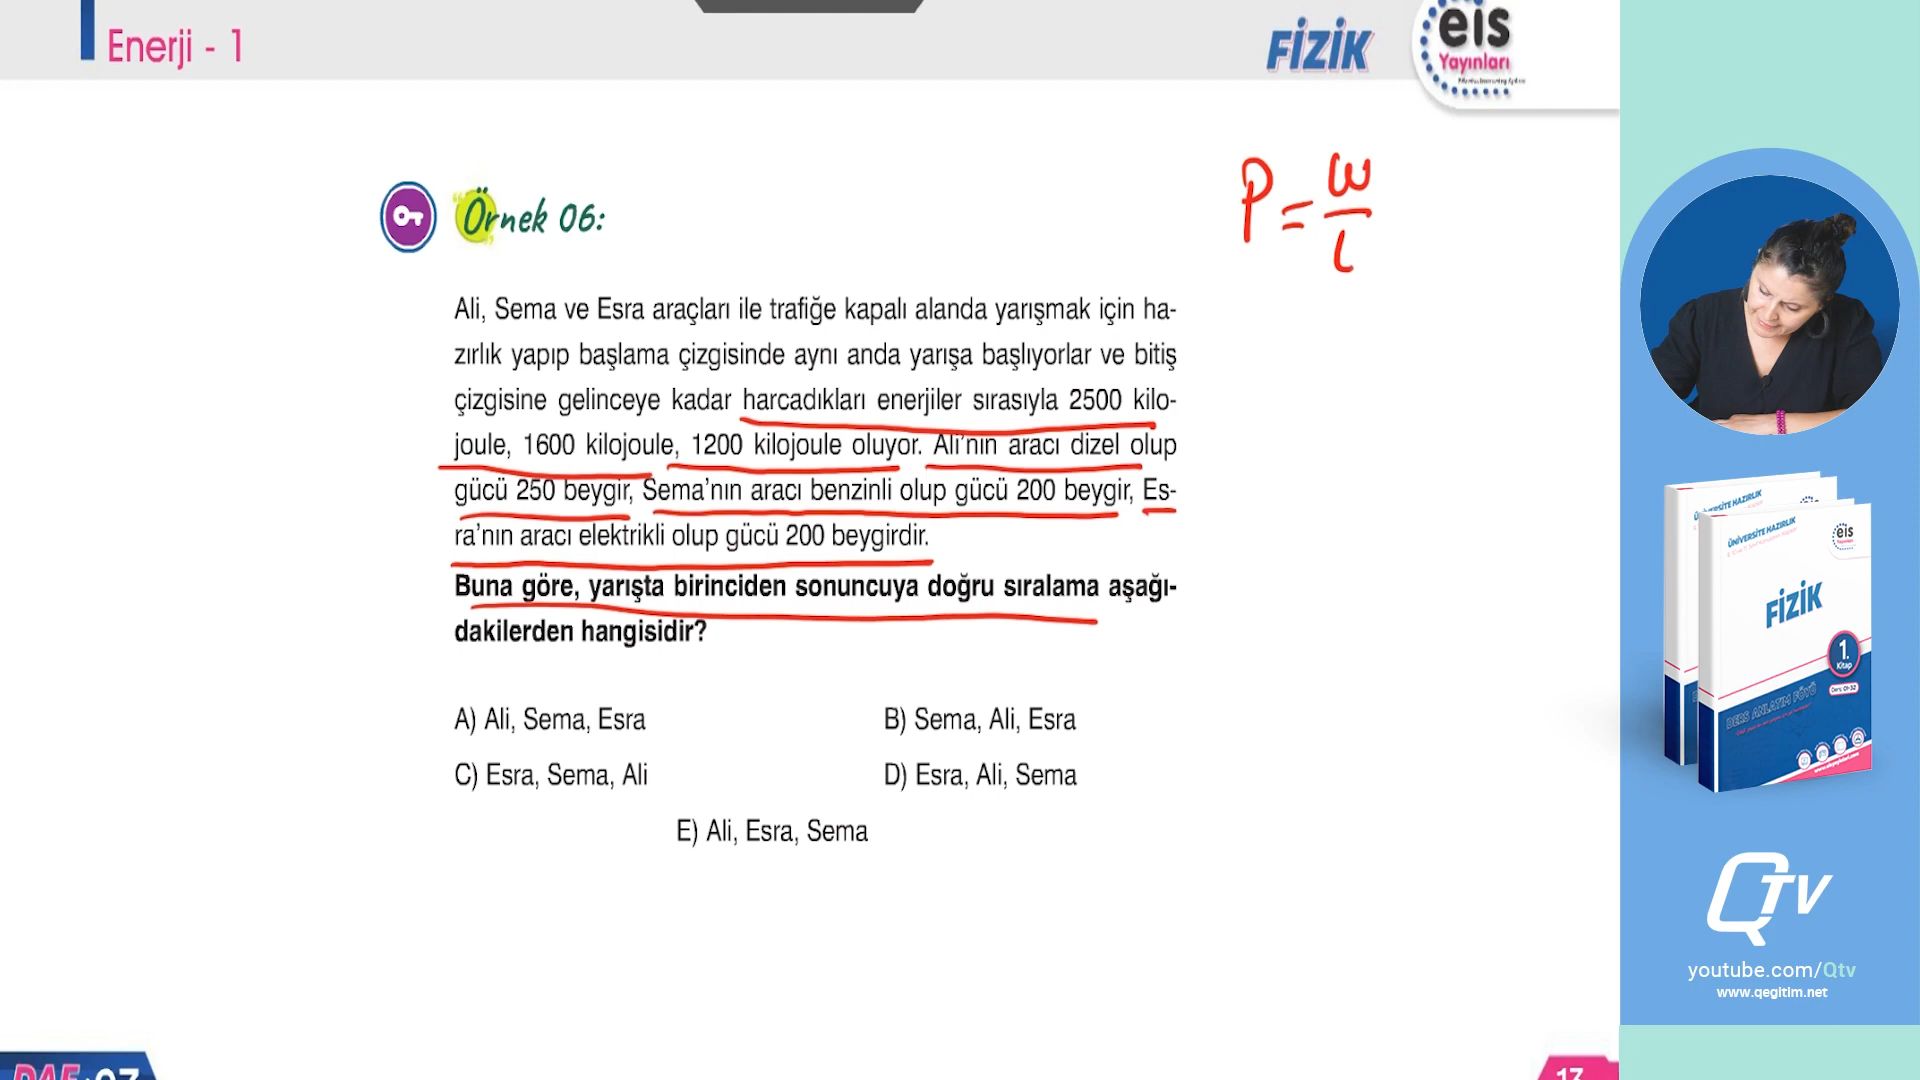 Enerji - 1
FİZİK
eis
Yayınları
Örnek 06:
P = W
Ali, Sema ve Esra araçları ile trafiğe kapalı alanda yarışmak için ha-
zırlık yapıp başlama çizgisinde aynı anda yarışa başlıyorlar ve bitiş
çizgisine gelinceye kadar harcadıkları enerjiler sırasıyla 2500 kilo-
joule, 1600 kilojoule, 1200 kilojoule oluyor. Ali'nin aracı dizel olup
gücü 250 beygir, Sema'nın aracı benzinli olup gücü 200 beygir, Es-
ra'nın aracı elektrikli olup gücü 200 beygirdir.
Buna göre, yarışta birinciden sonuncuya doğru sıralama aşağı-
dakilerden hangisidir?
A) Ali, Sema, Esra
B) Sema, Ali, Esra
C) Esra, Sema, Ali
D) Esra, Ali, Sema
E) Ali, Esra, Sema
ÜNİVERSİTE HAZIRLIK
eis
Yayınları
FİZİK
1.
Kitap
DERS ANLATIM FÖYÜ
QTV
youtube.com/Qtv
www.qegitim.net
17